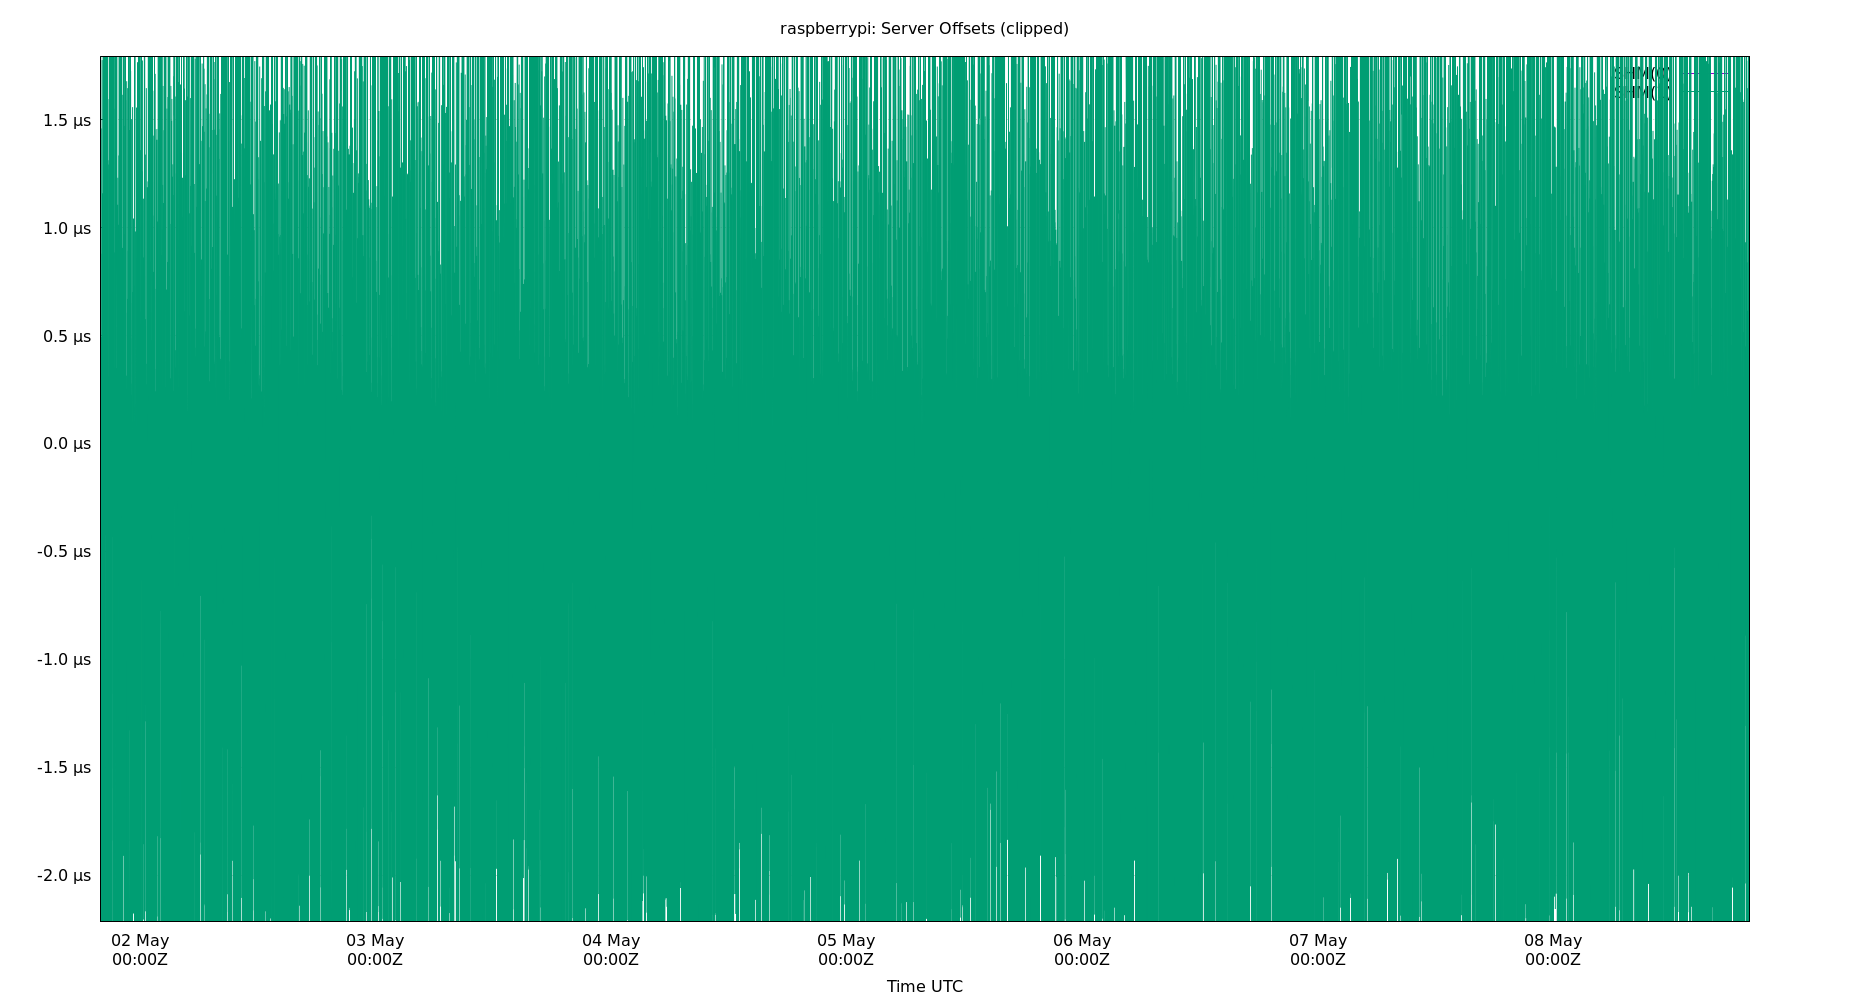 raspberrypi: Server Offsets (clipped)
1.5 µs
1.0 µs
0.5 µs
0.0 µs
-0.5 µs
-1.0 µs
-1.5 µs
-2.0 µs
02 May
00:00Z
03 May
00:00Z
04 May
00:00Z
05 May
00:00Z
06 May
00:00Z
07 May
00:00Z
08 May
00:00Z
Time UTC